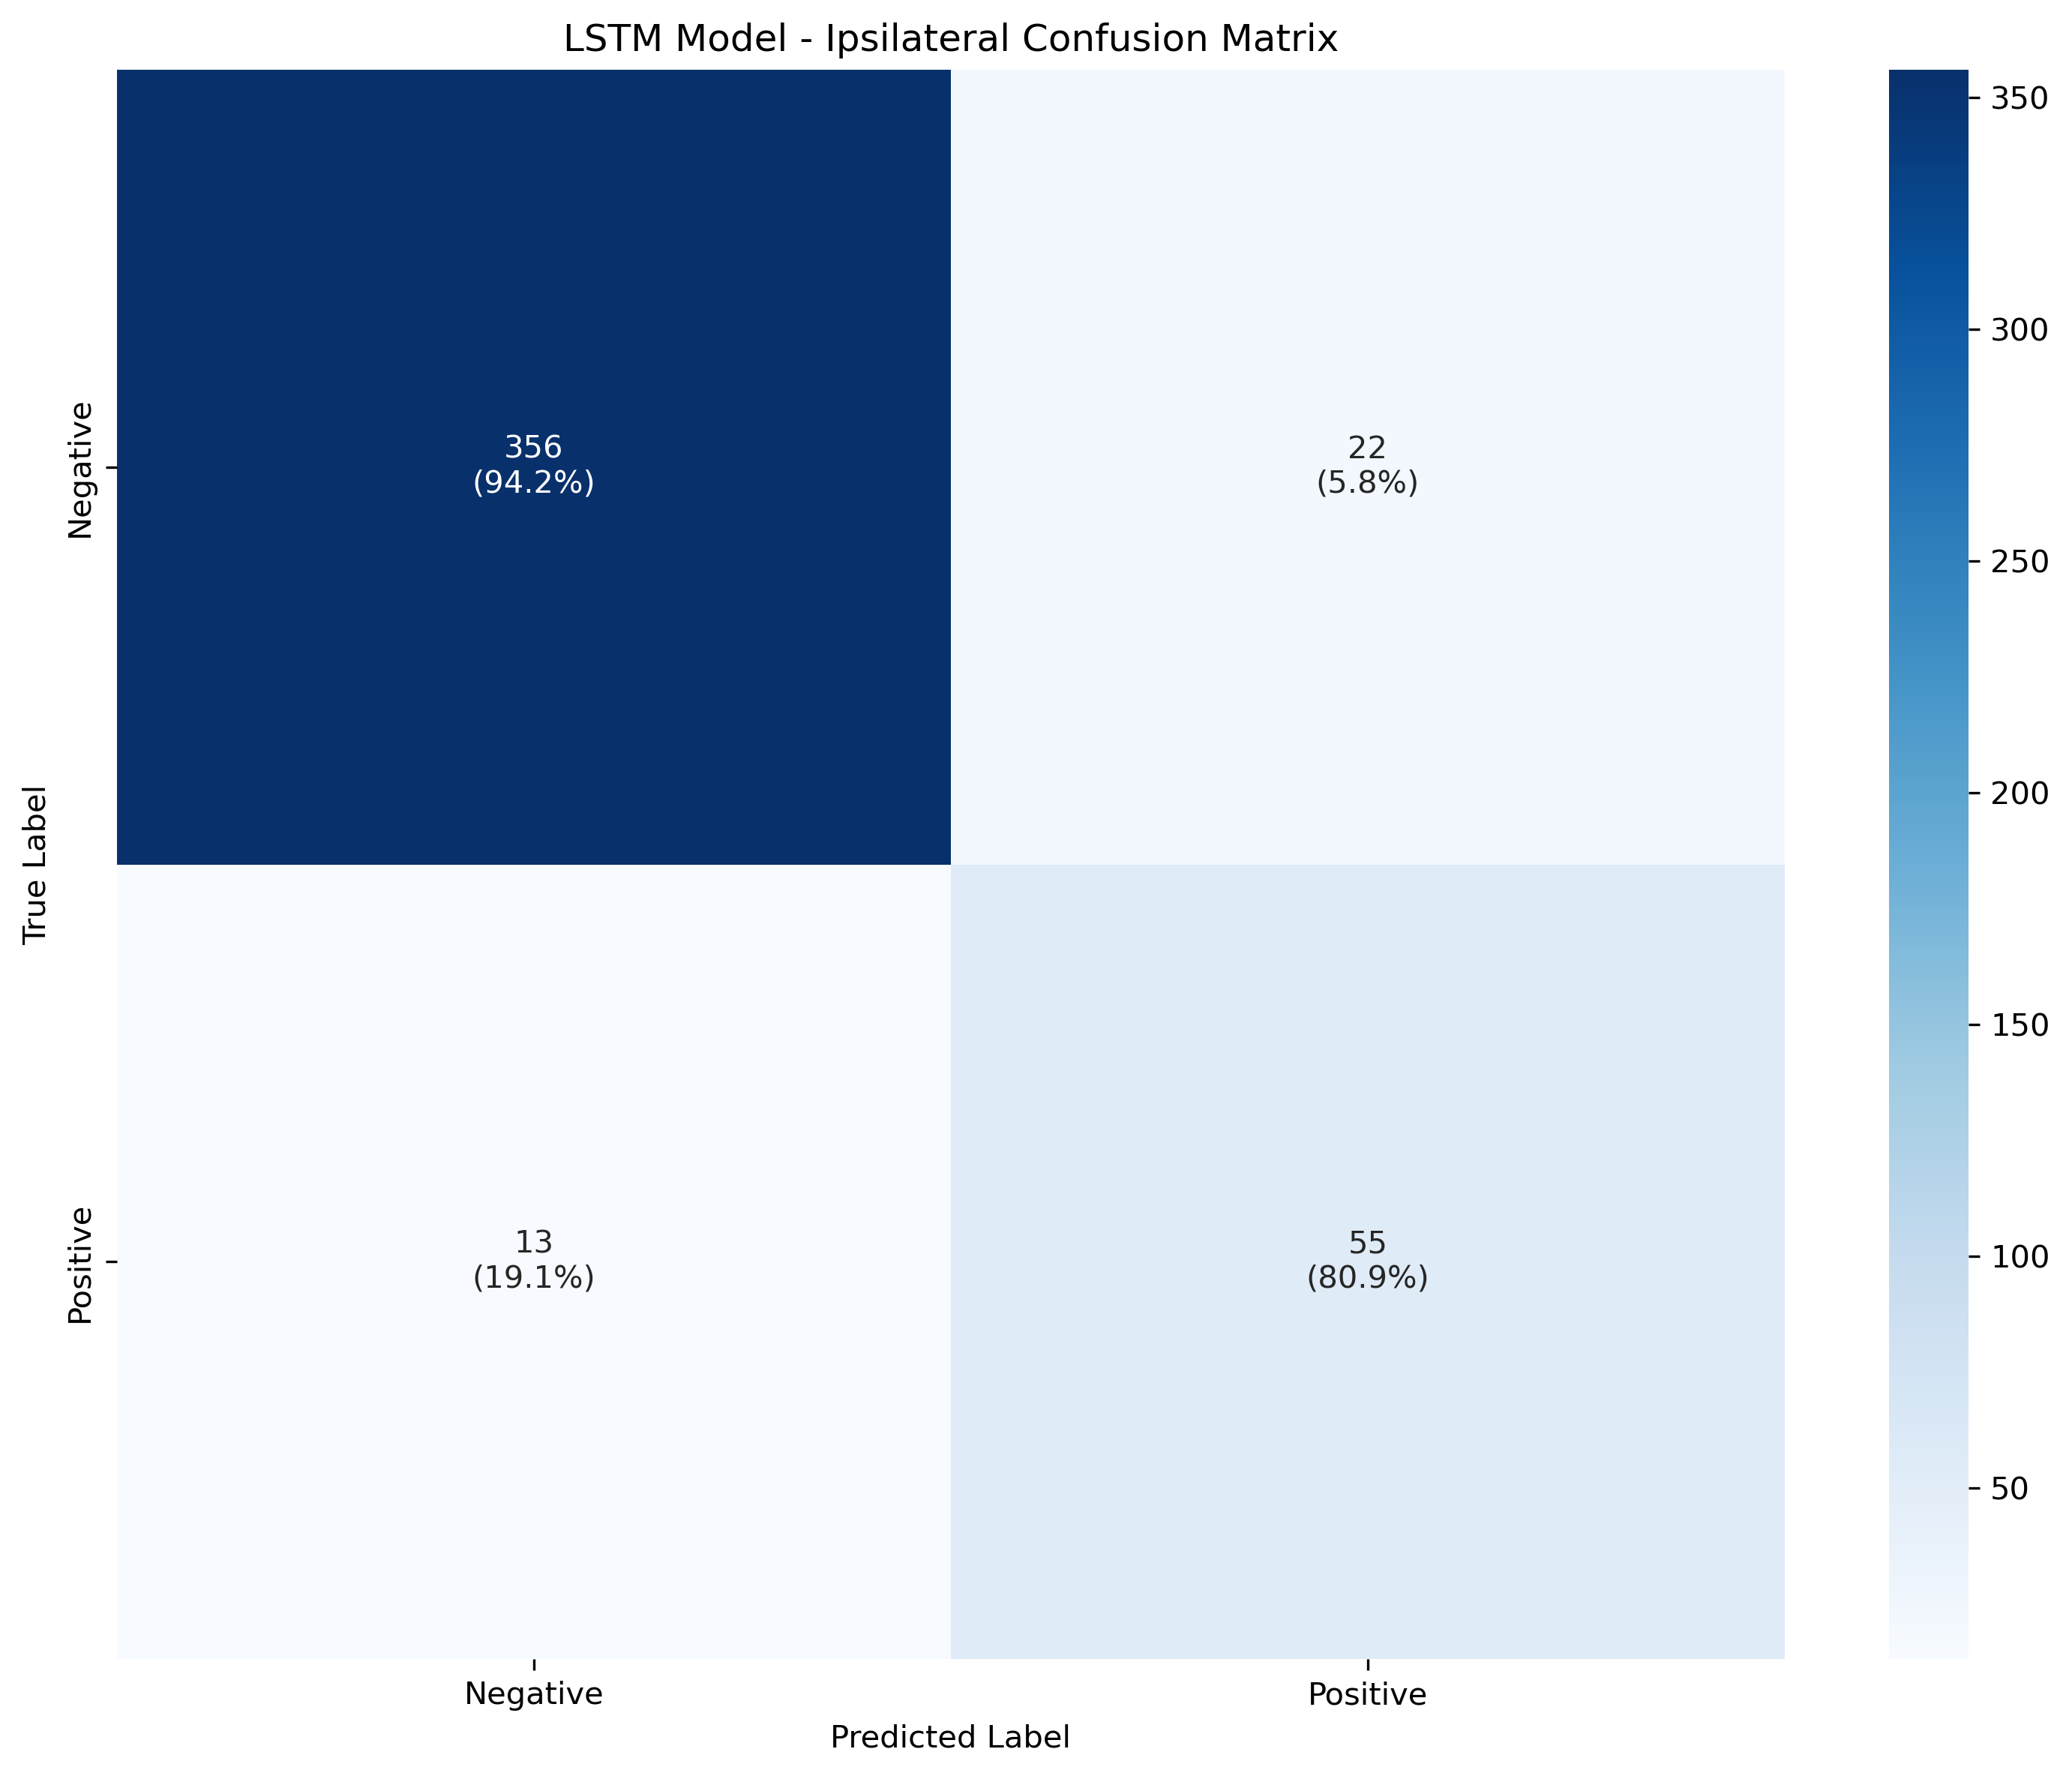 LSTM Model - Ipsilateral Confusion Matrix
True Label
Negative
356
(94.2%)
22
(5.8%)
Positive
13
(19.1%)
55
(80.9%)
Negative
Positive
Predicted Label
350
300
250
200
150
100
50